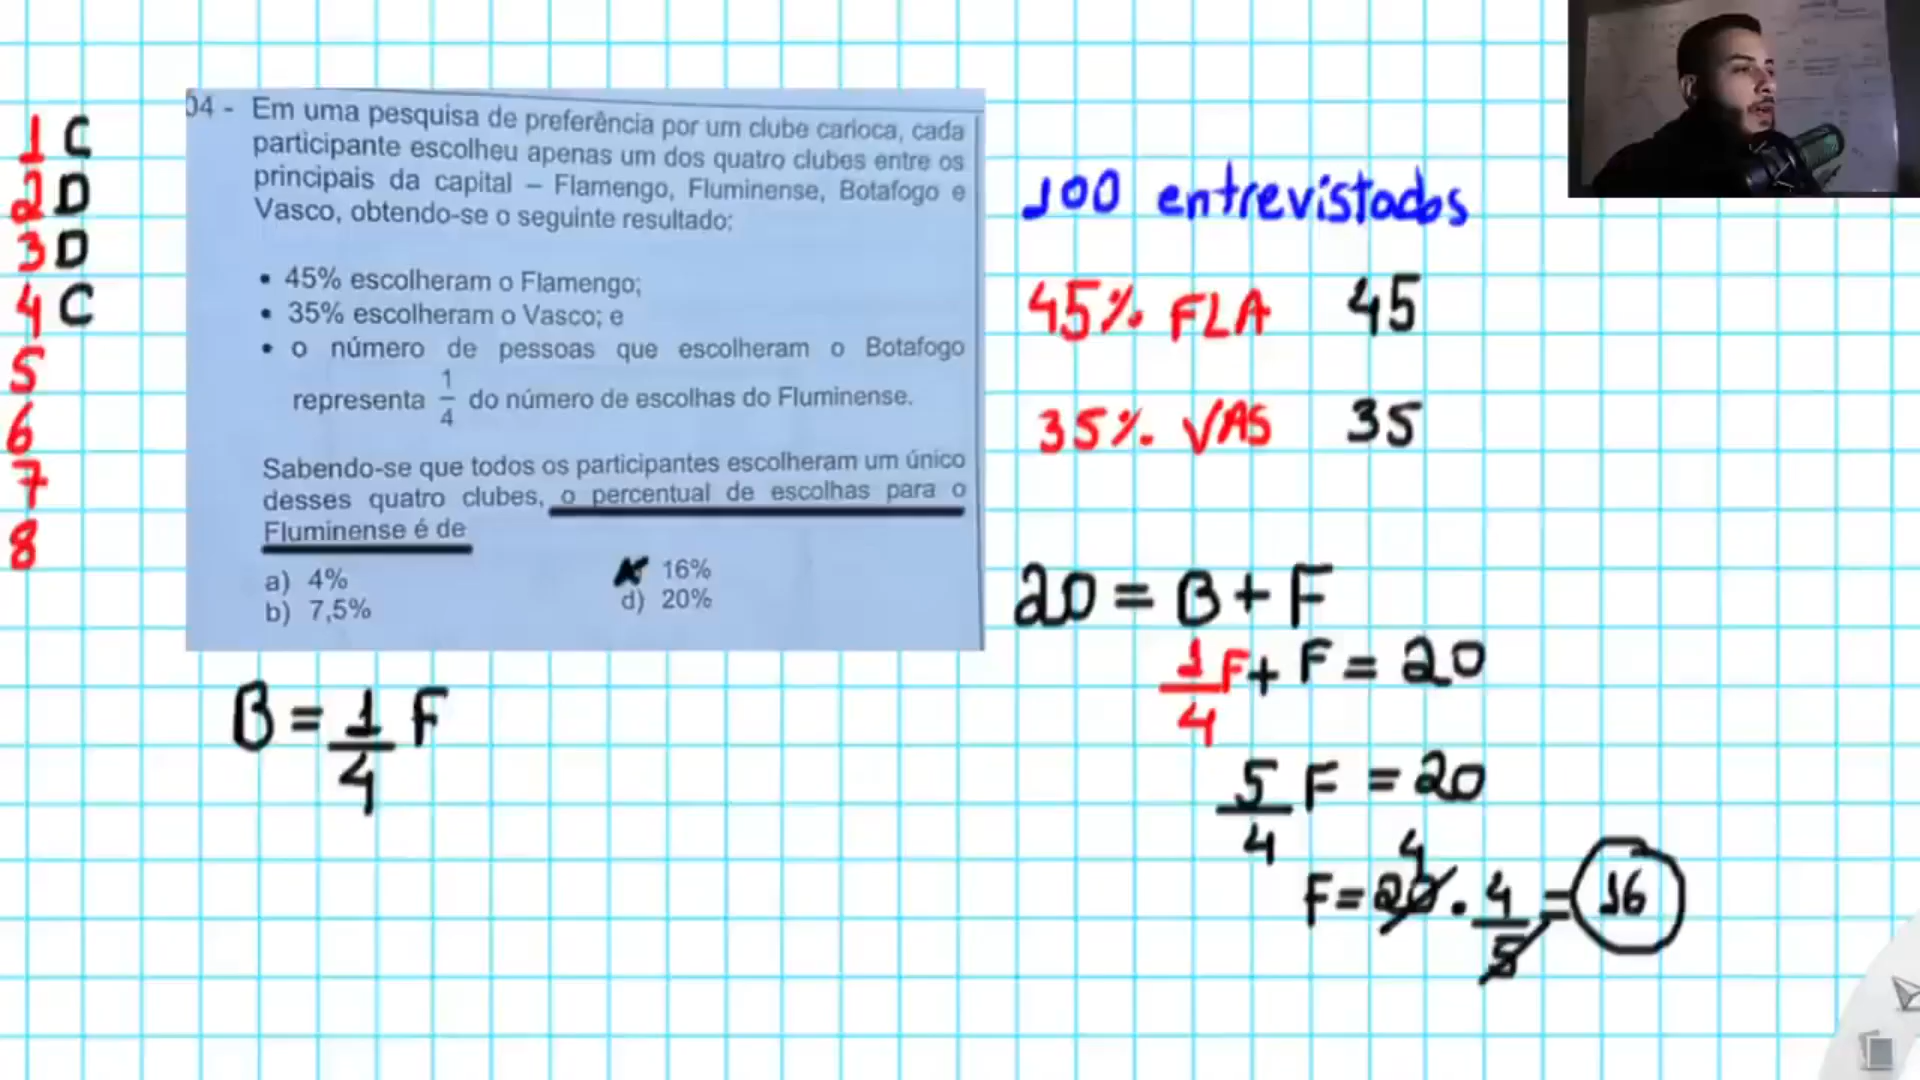 1 C
2 D
3 D
4 C
5
6
7
8
04 - Em uma pesquisa de preferência por um clube carioca, cada
participante escolheu apenas um dos quatro clubes entre os
principais da capital – Flamengo, Fluminense, Botafogo e
Vasco, obtendo-se o seguinte resultado:
• 45% escolheram o Flamengo;
• 35% escolheram o Vasco; e
• o número de pessoas que escolheram o Botafogo
representa 1/4 do número de escolhas do Fluminense.
Sabendo-se que todos os participantes escolheram um único
desses quatro clubes, o percentual de escolhas para o
Fluminense é de
a) 4%
b) 7,5%
16%
d) 20%
B = 1/4 F
100 entrevistados
45% FLA 45
35% VAS 35
20 = B + F
1/4 F + F = 20
5/4 F = 20
4
F = 20 . 4/5 = 16